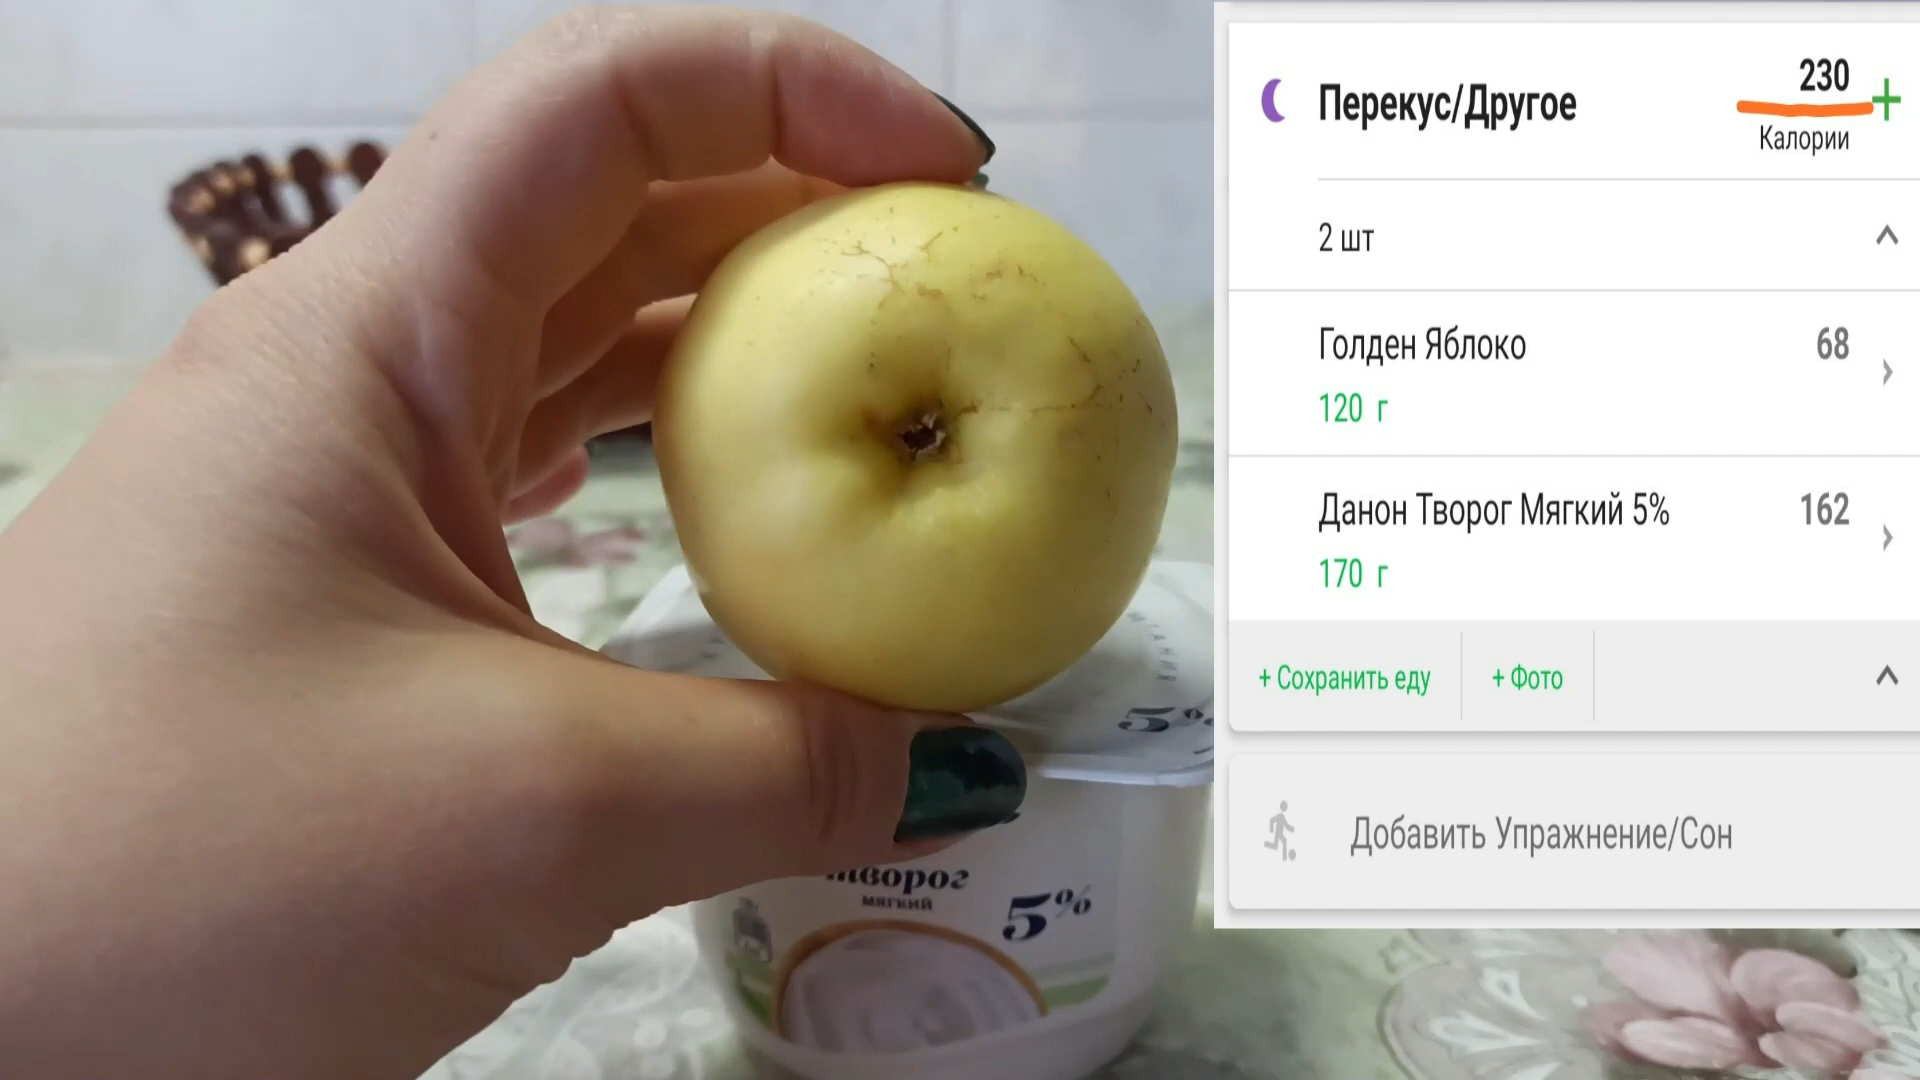 230
Перекус/Другое
Калории
2 шт
Голден Яблоко 68
120 г
Данон Творог Мягкий 5% 162
170 г
+ Сохранить еду + Фото
Добавить Упражнение/Сон
5%
творог
мягкий
5%